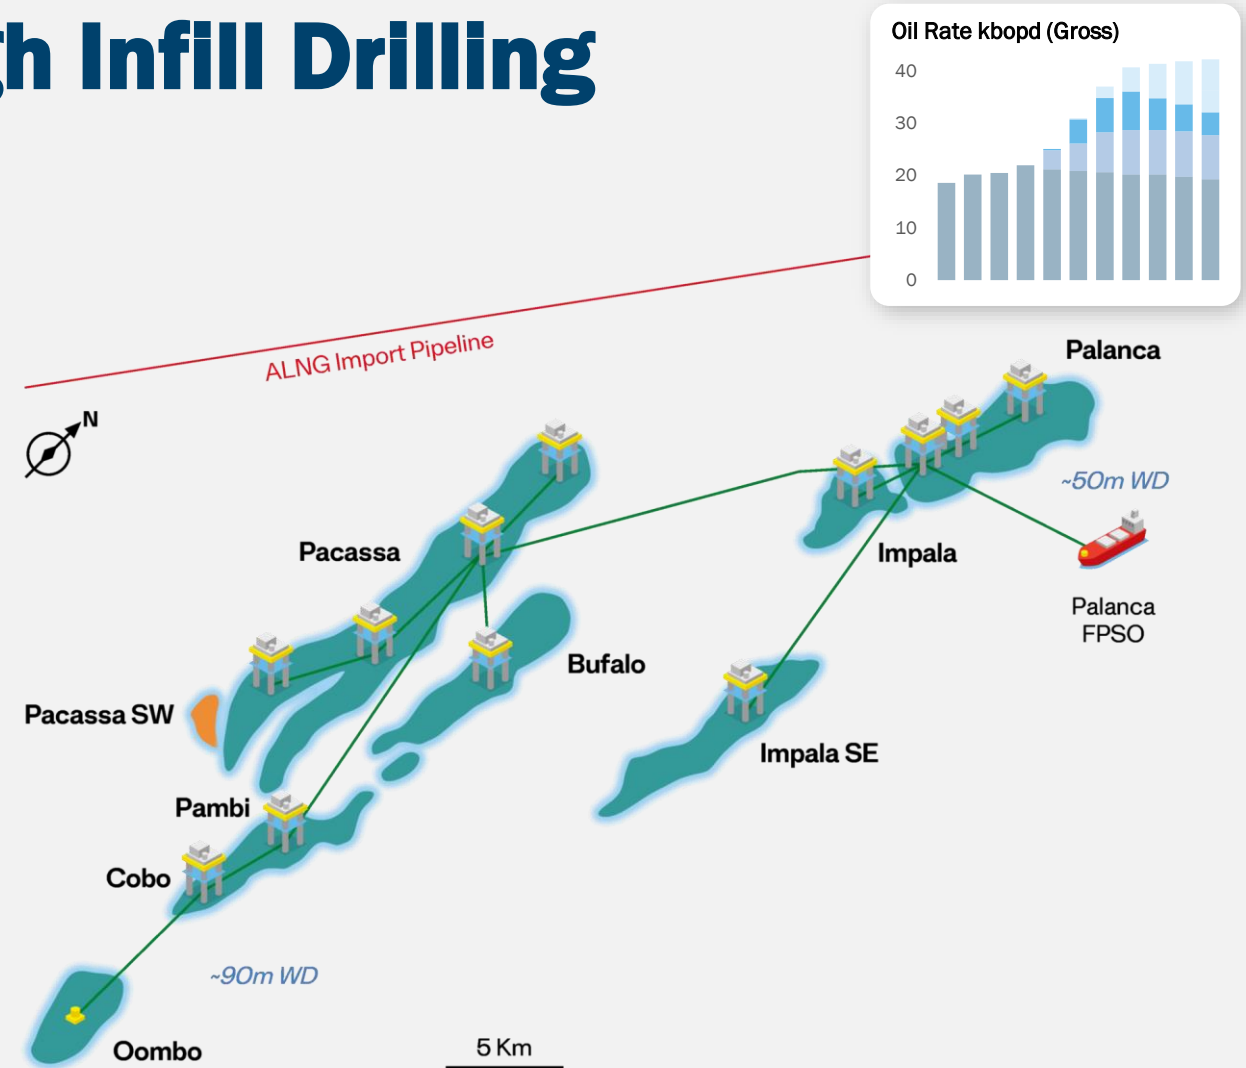 gh Infill Drilling
Oil Rate kbopd (Gross)
40
30
20
10
0
ALNG Import Pipeline
N
Palanca
~50m WD
Pacassa
Impala
Palanca
FPSO
Bufalo
Pacassa SW
Impala SE
Pambi
Cobo
~90m WD
Oombo
5 Km